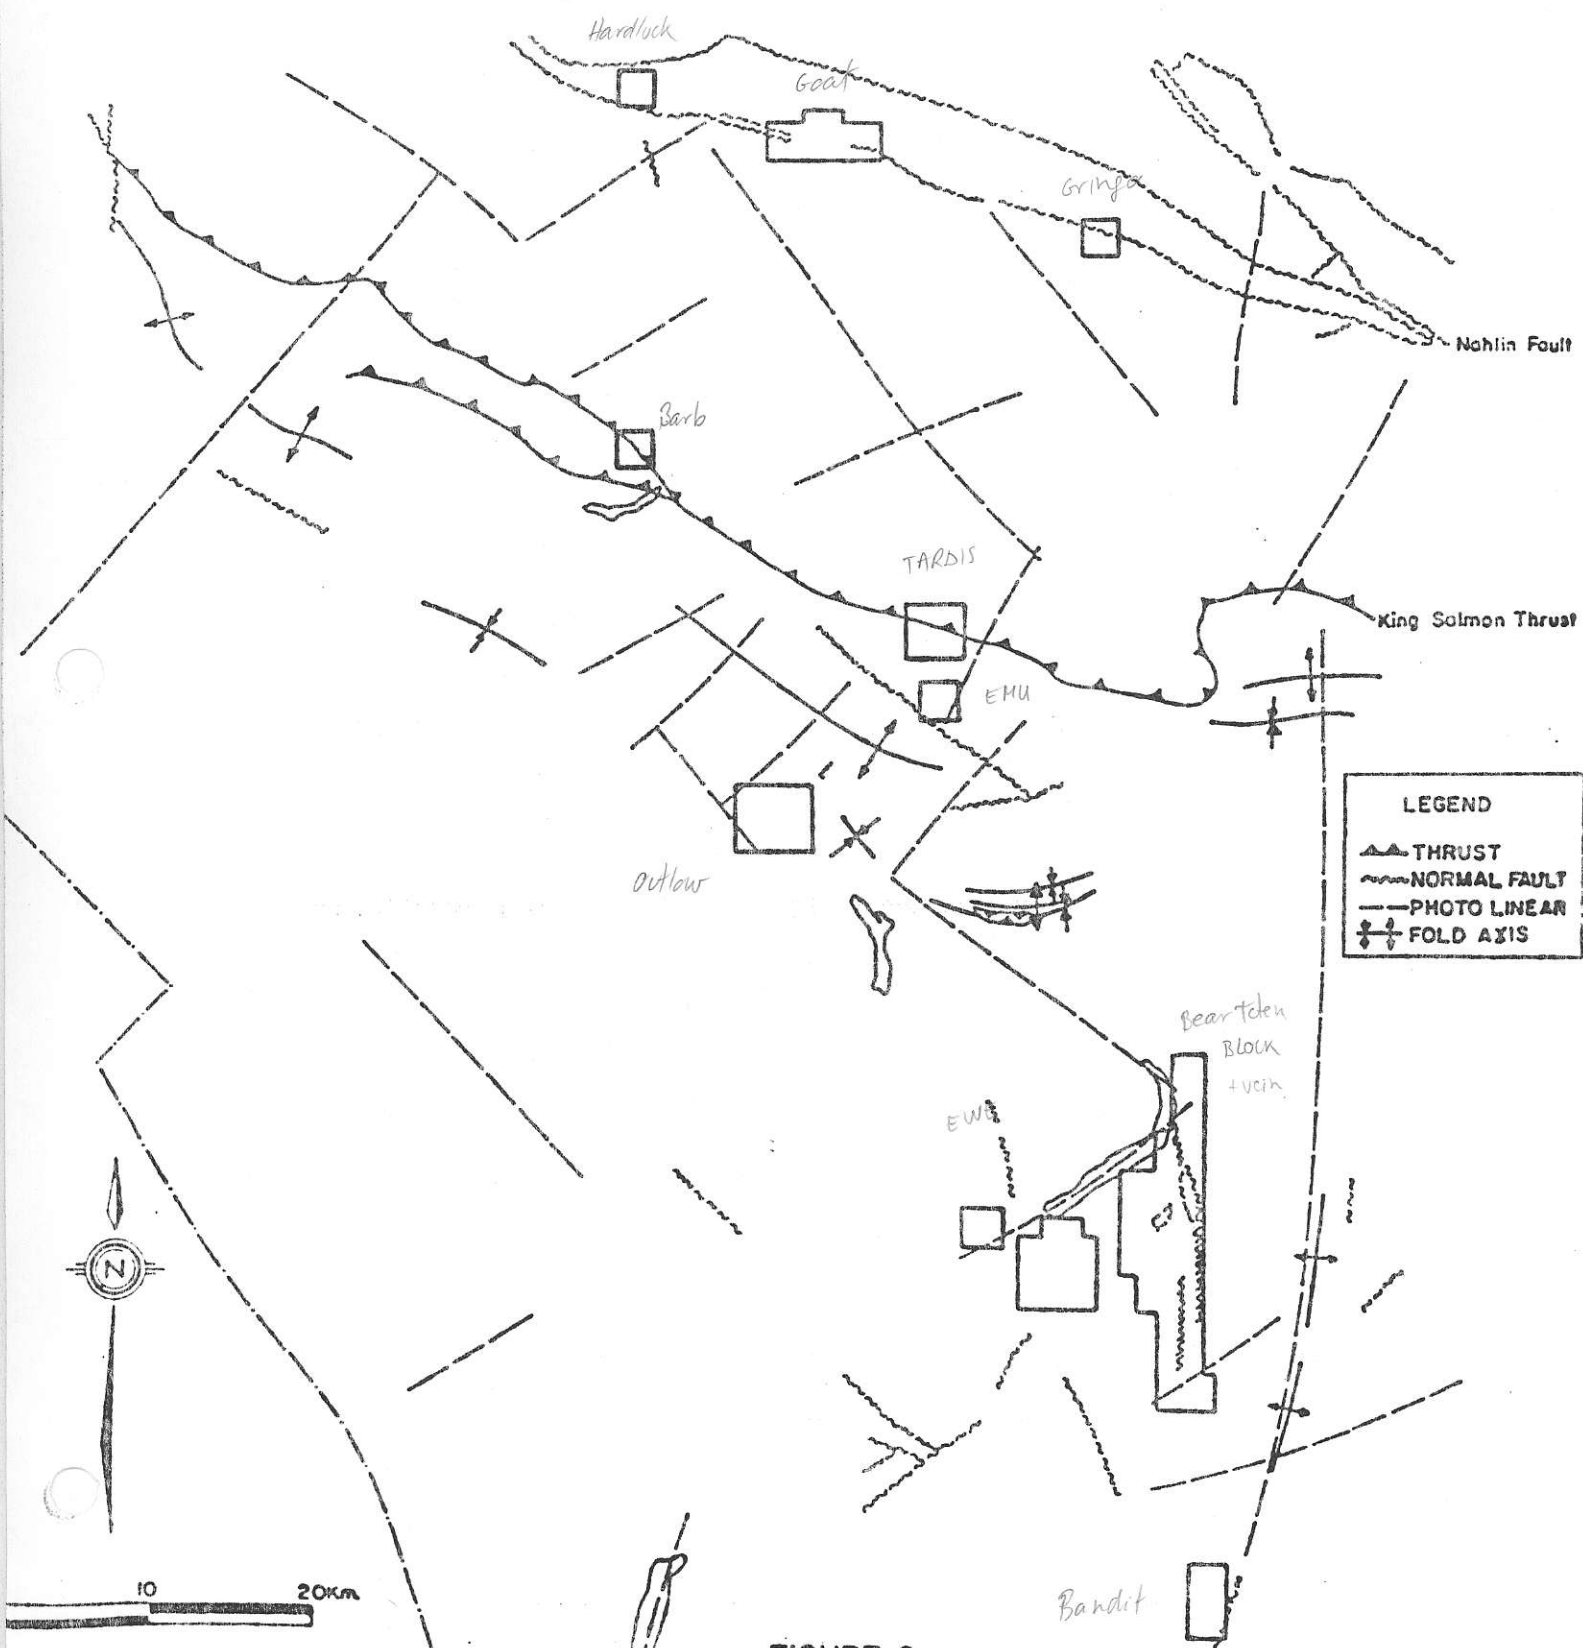 Hardluck
Goat
Gringo
Nahlin Fault
Barb
TARDIS
King Salmon Thrust
EMU
LEGEND
THRUST
NORMAL FAULT
PHOTO LINEAR
FOLD AXIS
Outlaw
Bear Toten
BLOCK
+ vein
EWE
N
Bandit
10
20Km